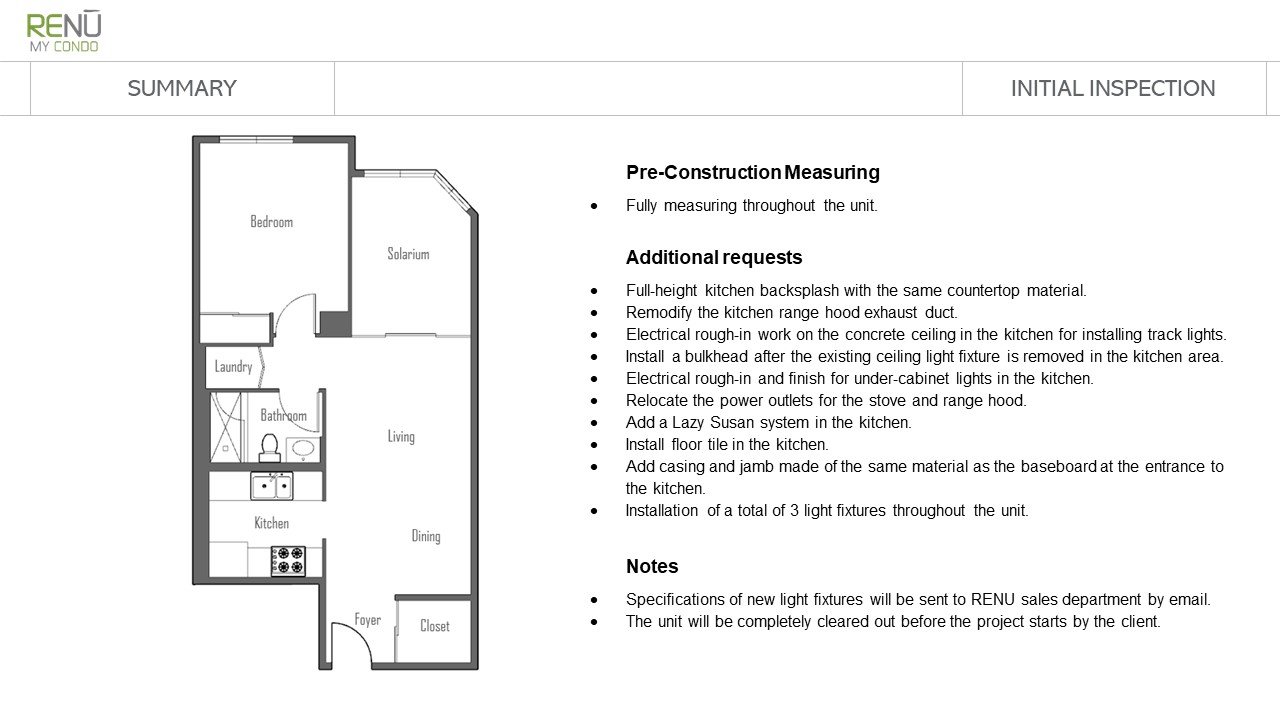 RENŪ
MY CONDO
SUMMARY
INITIAL INSPECTION
Bedroom
Solarium
Laundry
Bathroom
Living
Kitchen
Dining
Foyer
Closet
Pre-Construction Measuring
• Fully measuring throughout the unit.
Additional requests
• Full-height kitchen backsplash with the same countertop material.
• Remodify the kitchen range hood exhaust duct.
• Electrical rough-in work on the concrete ceiling in the kitchen for installing track lights.
• Install a bulkhead after the existing ceiling light fixture is removed in the kitchen area.
• Electrical rough-in and finish for under-cabinet lights in the kitchen.
• Relocate the power outlets for the stove and range hood.
• Add a Lazy Susan system in the kitchen.
• Install floor tile in the kitchen.
• Add casing and jamb made of the same material as the baseboard at the entrance to
the kitchen.
• Installation of a total of 3 light fixtures throughout the unit.
Notes
• Specifications of new light fixtures will be sent to RENU sales department by email.
• The unit will be completely cleared out before the project starts by the client.